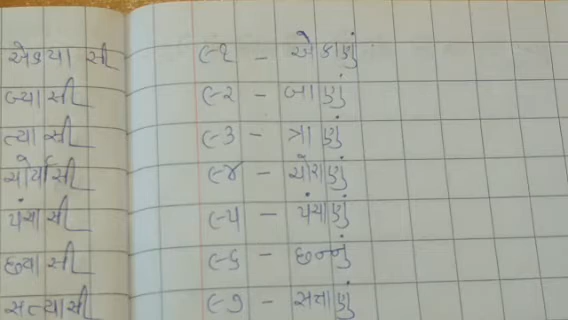 એક્યાસી ૯૧ - એકાણું
બ્યાસી ૯૨ - બાણું
ત્યાસી ૯૩ - ત્રાણું
ચોર્યાસી ૯૪ - ચોરાણું
પંચાસી ૯૫ - પંચાણું
છ્યાસી ૯૬ - છન્નું
સત્યાસી ૯૭ - સત્તાણું